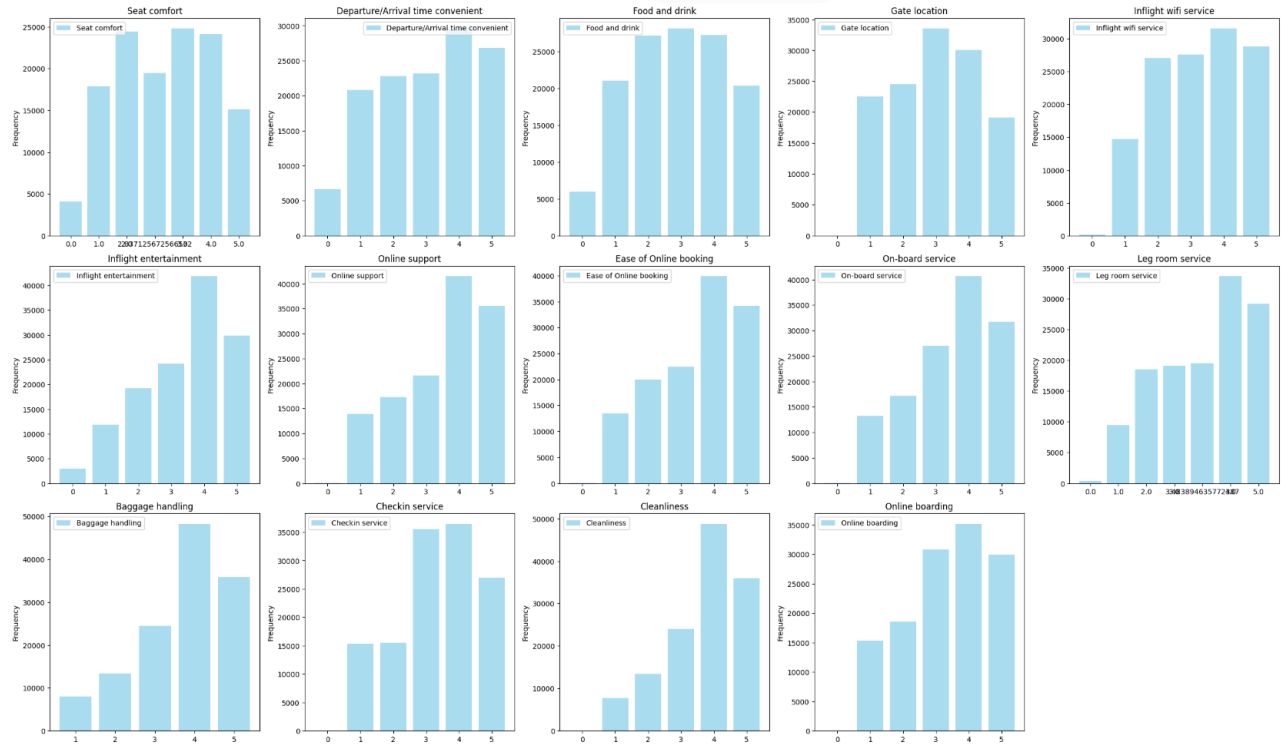 Seat comfort
Seat comfort
Frequency
25000
20000
15000
10000
5000
0
0.0 1.0 4.0 5.0
Departure/Arrival time convenient
Departure/Arrival time convenient
Frequency
30000
25000
20000
15000
10000
5000
0
0 1 2 3 4 5
Food and drink
Food and drink
Frequency
25000
20000
15000
10000
5000
0
0 1 2 3 4 5
Gate location
Gate location
Frequency
35000
30000
25000
20000
15000
10000
5000
0
0 1 2 3 4 5
Inflight wifi service
Inflight wifi service
Frequency
30000
25000
20000
15000
10000
5000
0
0 1 2 3 4 5
Inflight entertainment
Inflight entertainment
Frequency
40000
35000
30000
25000
20000
15000
10000
5000
0
0 1 2 3 4 5
Online support
Online support
Frequency
40000
35000
30000
25000
20000
15000
10000
5000
0
0 1 2 3 4 5
Ease of Online booking
Ease of Online booking
Frequency
40000
35000
30000
25000
20000
15000
10000
5000
0
0 1 2 3 4 5
On-board service
On-board service
Frequency
40000
35000
30000
25000
20000
15000
10000
5000
0
0 1 2 3 4 5
Leg room service
Leg room service
Frequency
35000
30000
25000
20000
15000
10000
5000
0
0.0 1.0 2.0 5.0
Baggage handling
Baggage handling
Frequency
50000
40000
30000
20000
10000
0
1 2 3 4 5
Checkin service
Checkin service
Frequency
35000
30000
25000
20000
15000
10000
5000
0
0 1 2 3 4 5
Cleanliness
Cleanliness
Frequency
50000
40000
30000
20000
10000
0
0 1 2 3 4 5
Online boarding
Online boarding
Frequency
35000
30000
25000
20000
15000
10000
5000
0
0 1 2 3 4 5